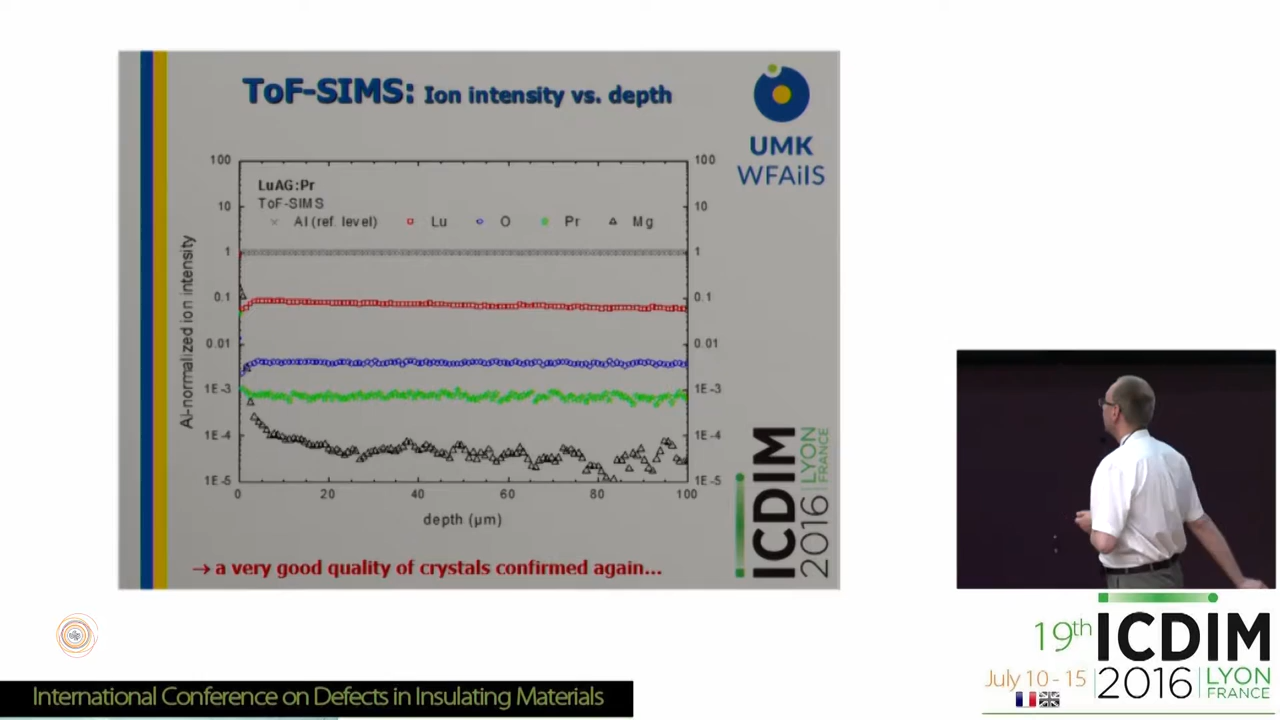 ToF-SIMS: Ion intensity vs. depth
UMK
WFAiIS
LuAG:Pr
ToF-SIMS
Al (ref. level) Lu O Pr Mg
Al-normalized ion intensity
100
10
1
0.1
0.01
1E-3
1E-4
1E-5
100
10
1
0.1
0.01
1E-3
1E-4
1E-5
0 20 40 60 80 100
depth (µm)
→ a very good quality of crystals confirmed again...
ICDIM
2016 LYON
FRANCE
19th ICDIM
July 10 - 15 2016 LYON
FRANCE
International Conference on Defects in Insulating Materials